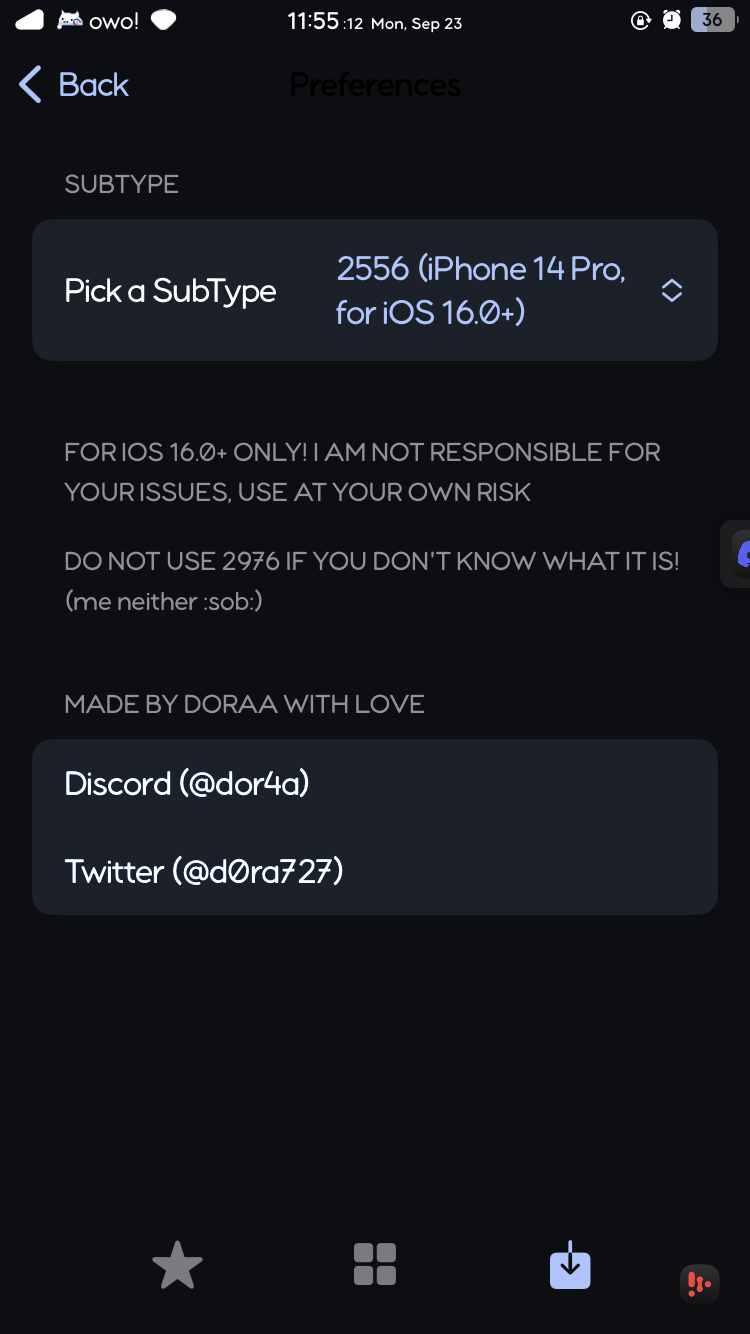 owo! 11:55:12 Mon, Sep 23 36
Back Preferences
SUBTYPE
Pick a SubType
2556 (iPhone 14 Pro,
for iOS 16.0+)
FOR IOS 16.0+ ONLY! I AM NOT RESPONSIBLE FOR
YOUR ISSUES, USE AT YOUR OWN RISK
DO NOT USE 2976 IF YOU DON'T KNOW WHAT IT IS!
(me neither :sob:)
MADE BY DORAA WITH LOVE
Discord (@dor4a)
Twitter (@d0ra727)